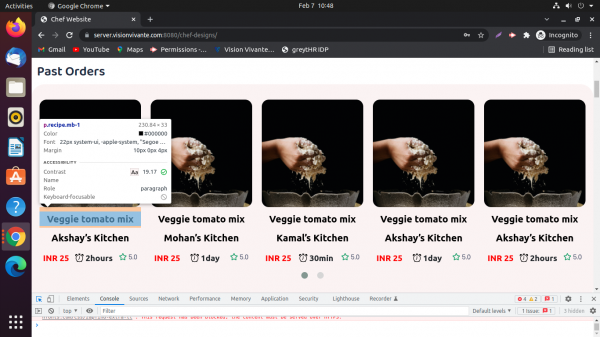 Activities Google Chrome Feb 7 10:48
Chef Website
server.visionvivante.com:8080/chef-designs/ Incognito
Gmail YouTube Maps Permissions -... Vision Vivante... greytHR IDP Reading list
Past Orders
p.recipe.mb-1 230.84 × 33
Color #000000
Font 22px system-ui, -apple-system, "Segoe ...
Margin 10px 0px 4px
ACCESSIBILITY
Contrast Aa 19.17
Name
Role paragraph
Keyboard-focusable
Veggie tomato mix Veggie tomato mix Veggie tomato mix Veggie tomato mix Veggie tomato mix
Akshay's Kitchen Mohan's Kitchen Kamal's Kitchen Akshay's Kitchen Akshay's Kitchen
INR 25 2hours 5.0 INR 25 1day 5.0 INR 25 30min 5.0 INR 25 1day 5.0 INR 25 2hours 5.0
Elements Console Sources Network Performance Memory Application Security Lighthouse Recorder 4 2 1
top Filter Default levels 1 Issue 1 3 hidden
This request has been blocked; the content must be served over HTTPS.